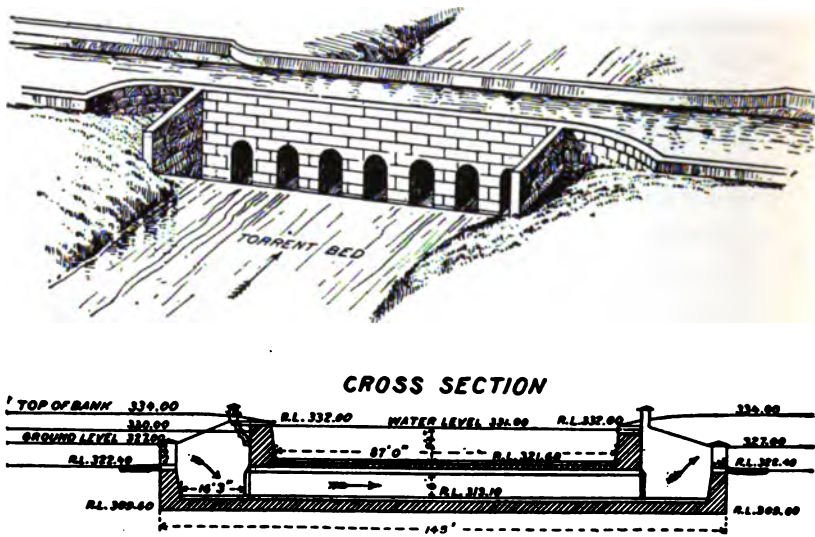 TORRENT BED
CROSS SECTION
TOP OF BANK 334.00
R.L. 332.00
WATER LEVEL 331.00
R.L. 332.00
334.00
330.00
GROUND LEVEL 327.00
327.00
87'0"
R.L. 321.60
R.L. 322.40
R.L. 322.40
16'3"
R.L. 313.10
R.L. 309.60
R.L. 309.00
145'